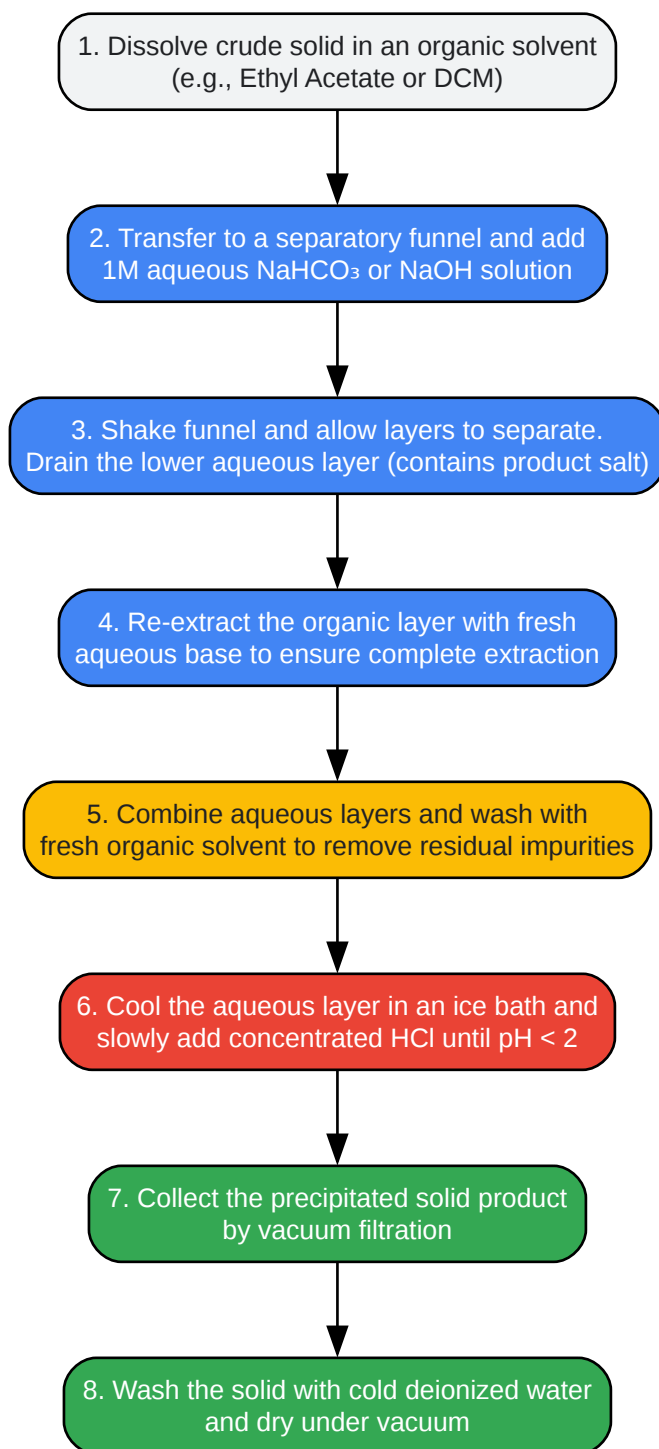 1. Dissolve crude solid in an organic solvent
(e.g., Ethyl Acetate or DCM)
2. Transfer to a separatory funnel and add
1M aqueous NaHCO₃ or NaOH solution
3. Shake funnel and allow layers to separate.
Drain the lower aqueous layer (contains product salt)
4. Re-extract the organic layer with fresh
aqueous base to ensure complete extraction
5. Combine aqueous layers and wash with
fresh organic solvent to remove residual impurities
6. Cool the aqueous layer in an ice bath and
slowly add concentrated HCl until pH < 2
7. Collect the precipitated solid product
by vacuum filtration
8. Wash the solid with cold deionized water
and dry under vacuum